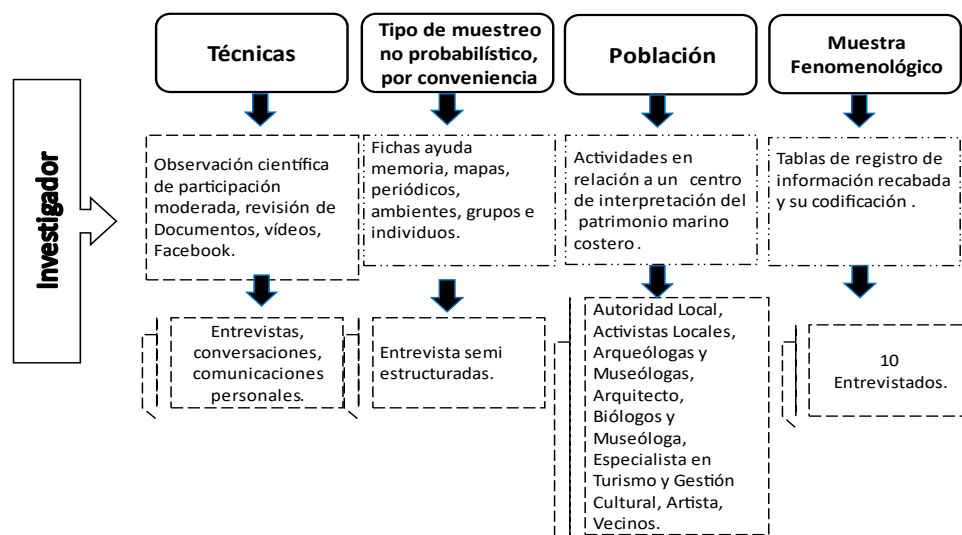 Investigador
Técnicas
Tipo de muestreo
no probabilístico,
por conveniencia
Población
Muestra
Fenomenológico
Observación científica
de participación
moderada, revisión de
Documentos, vídeos,
Facebook.
Fichas ayuda
memoria, mapas,
periódicos,
ambientes, grupos e
individuos.
Actividades en
relación a un centro
de interpretación del
patrimonio marino
costero.
Tablas de registro de
información recabada
y su codificación.
Entrevistas,
conversaciones,
comunicaciones
personales.
Entrevista semi
estructuradas.
Autoridad Local,
Activistas Locales,
Arqueólogas y
Museólogas,
Arquitecto,
Biólogos y
Museóloga,
Especialista en
Turismo y Gestión
Cultural, Artista,
Vecinos.
10
Entrevistados.